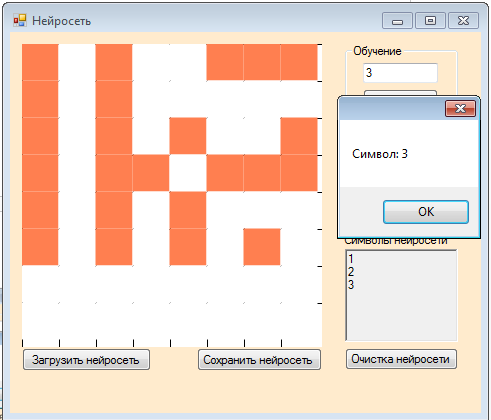 Нейросеть
Обучение
3
Символ: 3
OK
Символы нейросети
1
2
3
Загрузить нейросеть
Сохранить нейросеть
Очистка нейросети